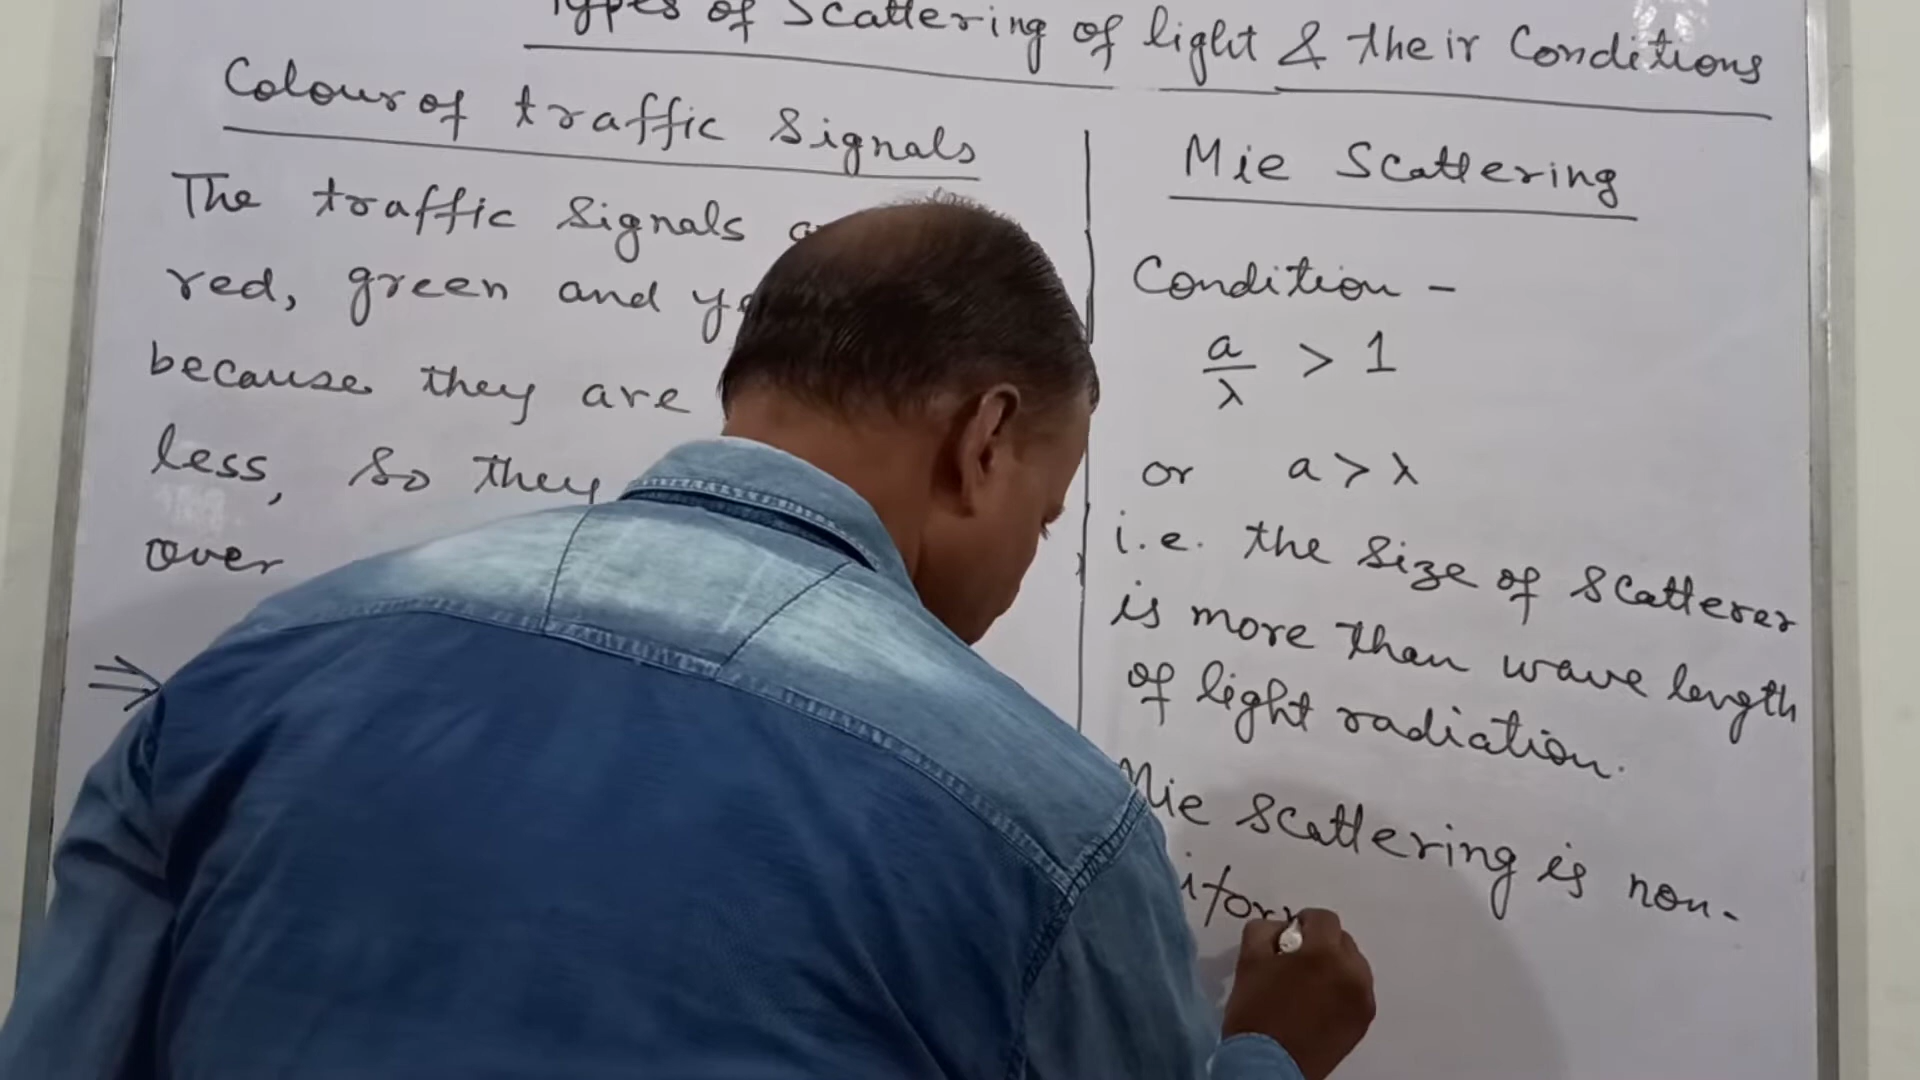 Types of Scattering of light & their Conditions
Colour of traffic Signals
The traffic Signals
red, green and
because they are
less, So they
over
⇒
Mie Scattering
Condition -
a/λ > 1
or a > λ
i.e. the Size of Scatterer
is more than wave length
of light radiation.
Mie Scattering is non-